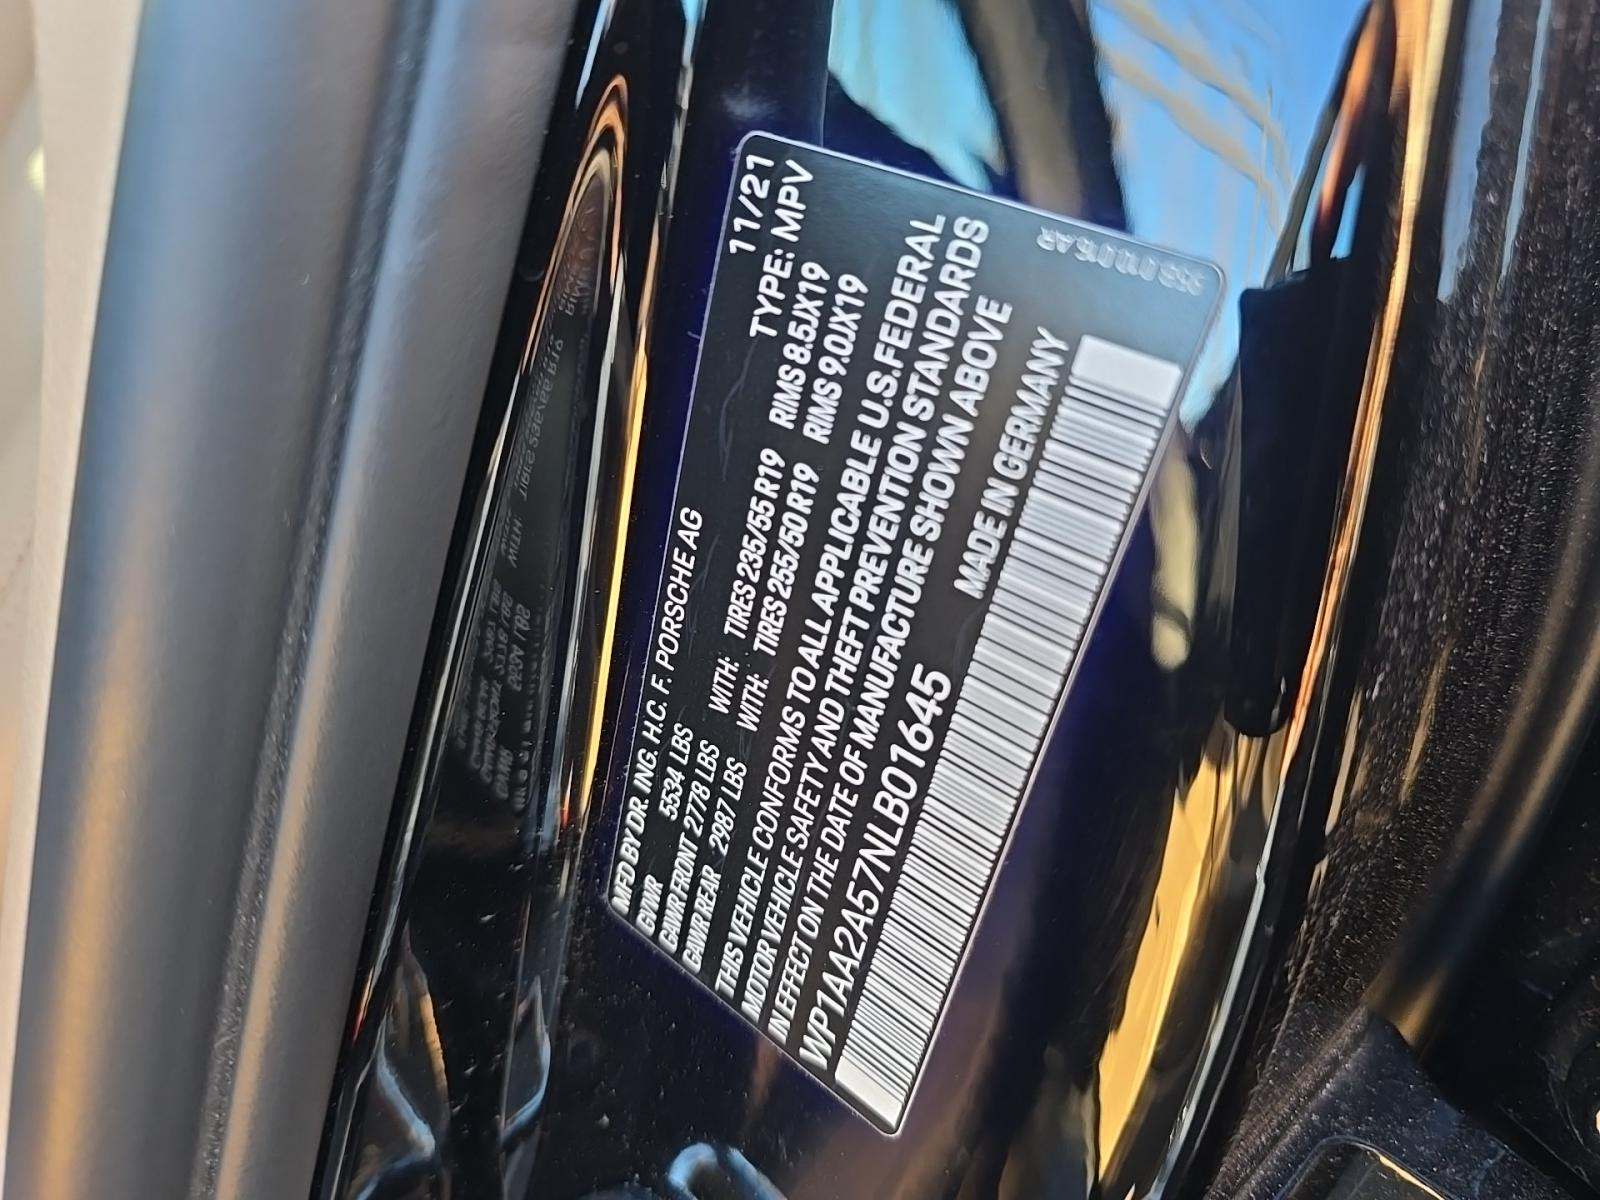 MFD BY DR. ING. H.C. F. PORSCHE AG 11/21
GVWR 5534 LBS TYPE: MPV
GAWR FRONT 2778 LBS WITH: TIRES 235/55 R19 RIMS 8.5JX19
GAWR REAR 2987 LBS WITH: TIRES 255/50 R19 RIMS 9.0JX19
THIS VEHICLE CONFORMS TO ALL APPLICABLE U.S. FEDERAL
MOTOR VEHICLE SAFETY AND THEFT PREVENTION STANDARDS
IN EFFECT ON THE DATE OF MANUFACTURE SHOWN ABOVE
WP1AA2A57NLB01645 MADE IN GERMANY